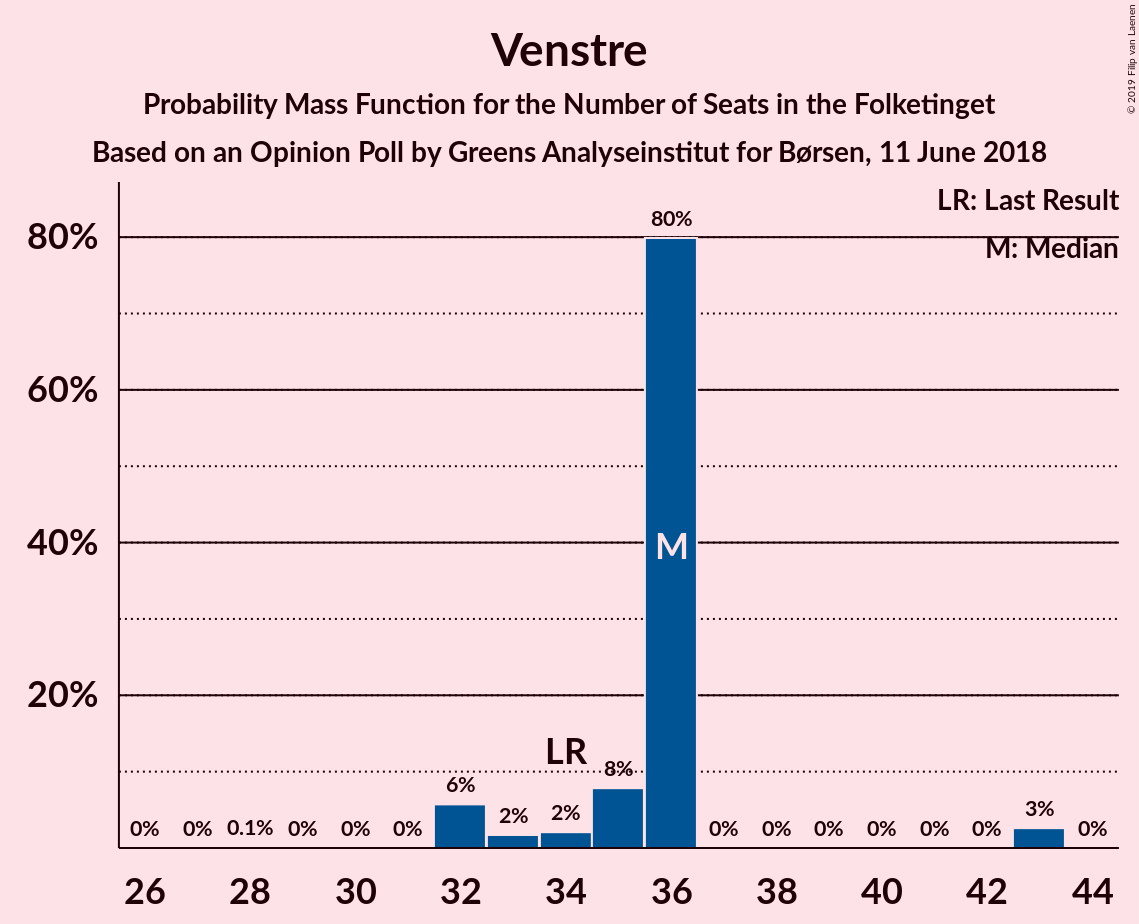 © 2019 Filip van Laenen
Venstre
Probability Mass Function for the Number of Seats in the Folketinget
Based on an Opinion Poll by Greens Analyseinstitut for Børsen, 11 June 2018
LR: Last Result
M: Median
80%
60%
40%
20%
0% 0% 0.1% 0% 0% 0% 6% 2% 2% 8% 80% 0% 0% 0% 0% 0% 0% 3% 0%
LR
M
26 28 30 32 34 36 38 40 42 44